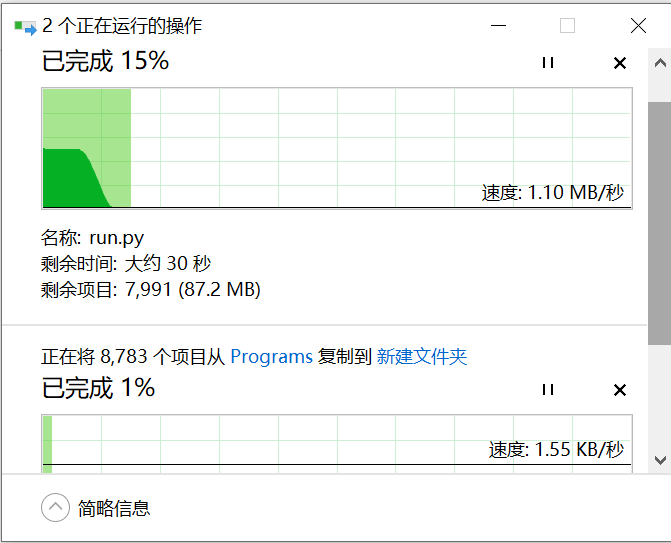 2 个正在运行的操作
已完成 15%
速度: 1.10 MB/秒
名称: run.py
剩余时间: 大约 30 秒
剩余项目: 7,991 (87.2 MB)
正在将 8,783 个项目从 Programs 复制到 新建文件夹
已完成 1%
速度: 1.55 KB/秒
简略信息